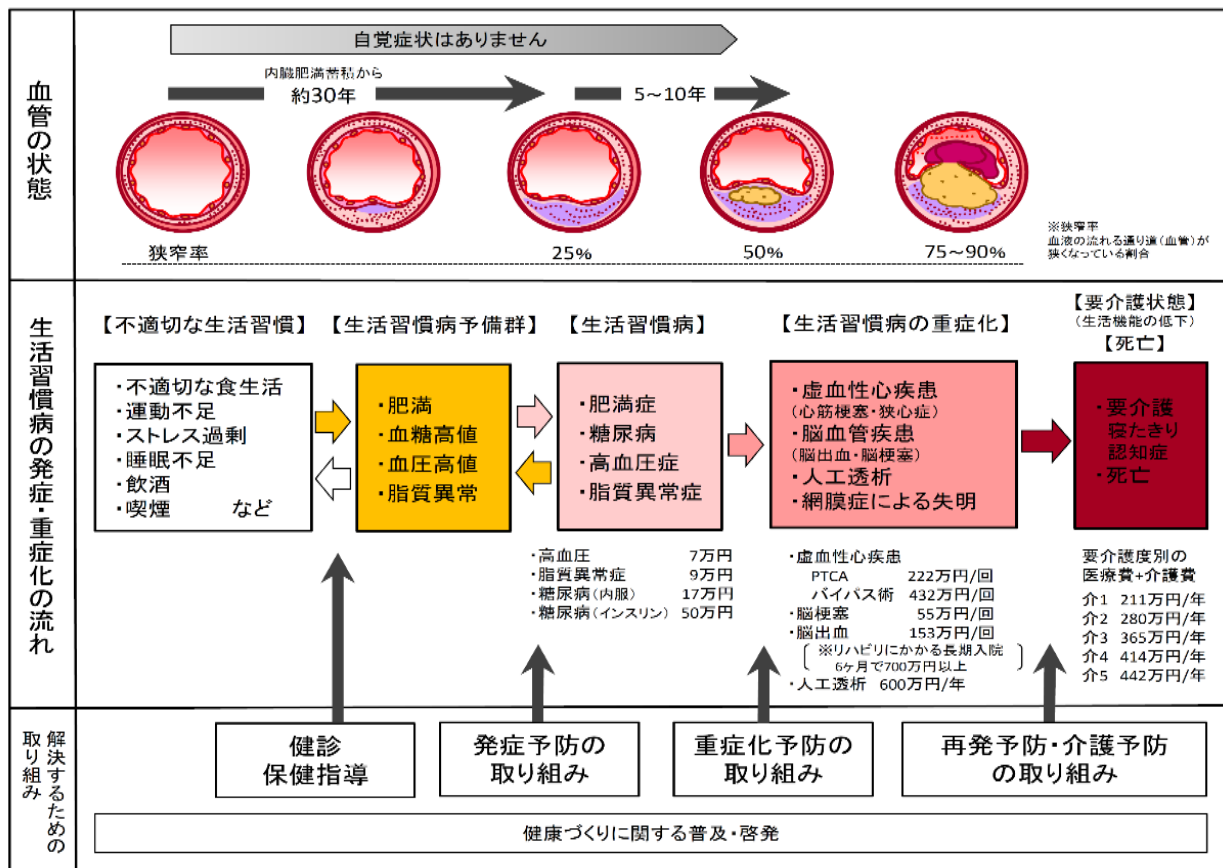 血管の状態
自覚症状はありません
内臓肥満蓄積から
約30年
5～10年
狭窄率
25%
50%
75～90%
※狭窄率
血液の流れる通り道（血管）が
狭くなっている割合
生活習慣病の発症・重症化の流れ
【不適切な生活習慣】
・不適切な食生活
・運動不足
・ストレス過剰
・睡眠不足
・飲酒
・喫煙 など
【生活習慣病予備群】
・肥満
・血糖高値
・血圧高値
・脂質異常
【生活習慣病】
・肥満症
・糖尿病
・高血圧症
・脂質異常症
・高血圧 7万円
・脂質異常症 9万円
・糖尿病（内服） 17万円
・糖尿病（インスリン） 50万円
【生活習慣病の重症化】
・虚血性心疾患
（心筋梗塞・狭心症）
・脳血管疾患
（脳出血・脳梗塞）
・人工透析
・網膜症による失明
・虚血性心疾患
PTCA 222万円/回
バイパス術 432万円/回
・脳梗塞 55万円/回
・脳出血 153万円/回
※リハビリにかかる長期入院
6ヶ月で700万円以上
・人工透析 600万円/年
【要介護状態】
（生活機能の低下）
【死亡】
・要介護
寝たきり
認知症
・死亡
要介護度別の
医療費+介護費
介1 211万円/年
介2 280万円/年
介3 365万円/年
介4 414万円/年
介5 442万円/年
解決するための
取り組み
健診
保健指導
発症予防の
取り組み
重症化予防の
取り組み
再発予防・介護予防
の取り組み
健康づくりに関する普及・啓発